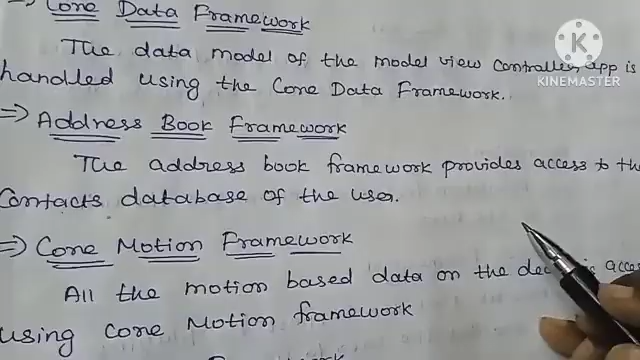 => Core Data Framework
The data model of the model view controller app is
handled using the Core Data Framework.
=> Address Book Framework
The address book framework provides access to the
Contacts database of the user.
=> Core Motion Framework
All the motion based data on the is
using Core Motion framework
KINEMASTER